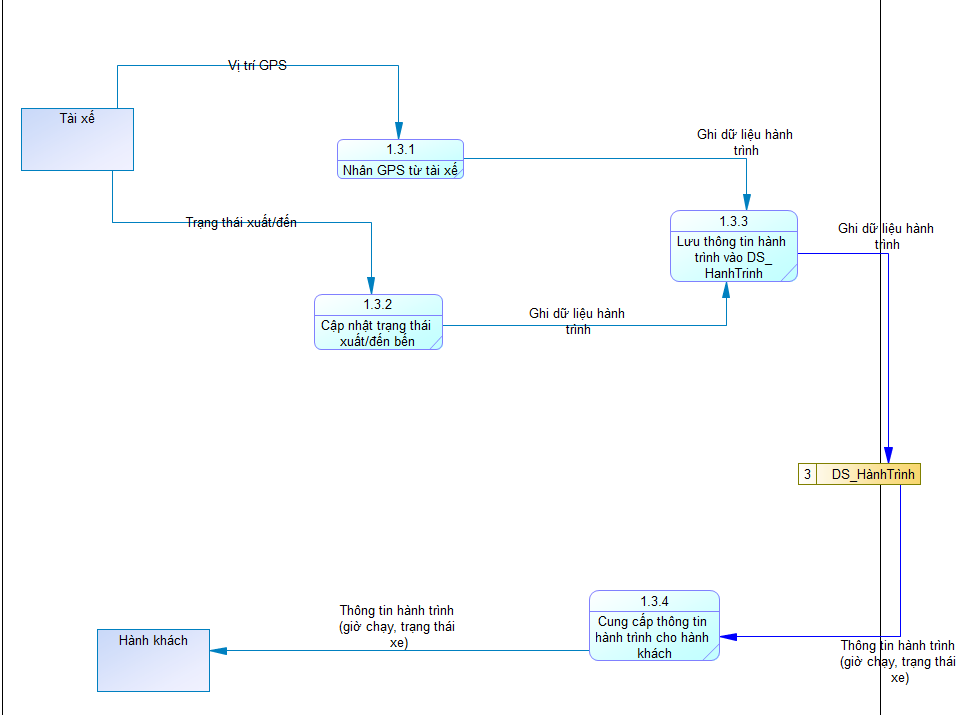 Vị trí GPS
Tài xế
1.3.1
Nhân GPS từ tài xế
Ghi dữ liệu hành
trình
Trạng thái xuất/đến
1.3.3
Lưu thông tin hành
trình vào DS_
HanhTrinh
Ghi dữ liệu hành
trình
1.3.2
Cập nhật trạng thái
xuất/đến bến
Ghi dữ liệu hành
trình
3
DS_HànhTrình
1.3.4
Cung cấp thông tin
hành trình cho hành
khách
Thông tin hành trình
(giờ chạy, trạng thái
xe)
Hành khách
Thông tin hành trình
(giờ chạy, trạng thái
xe)